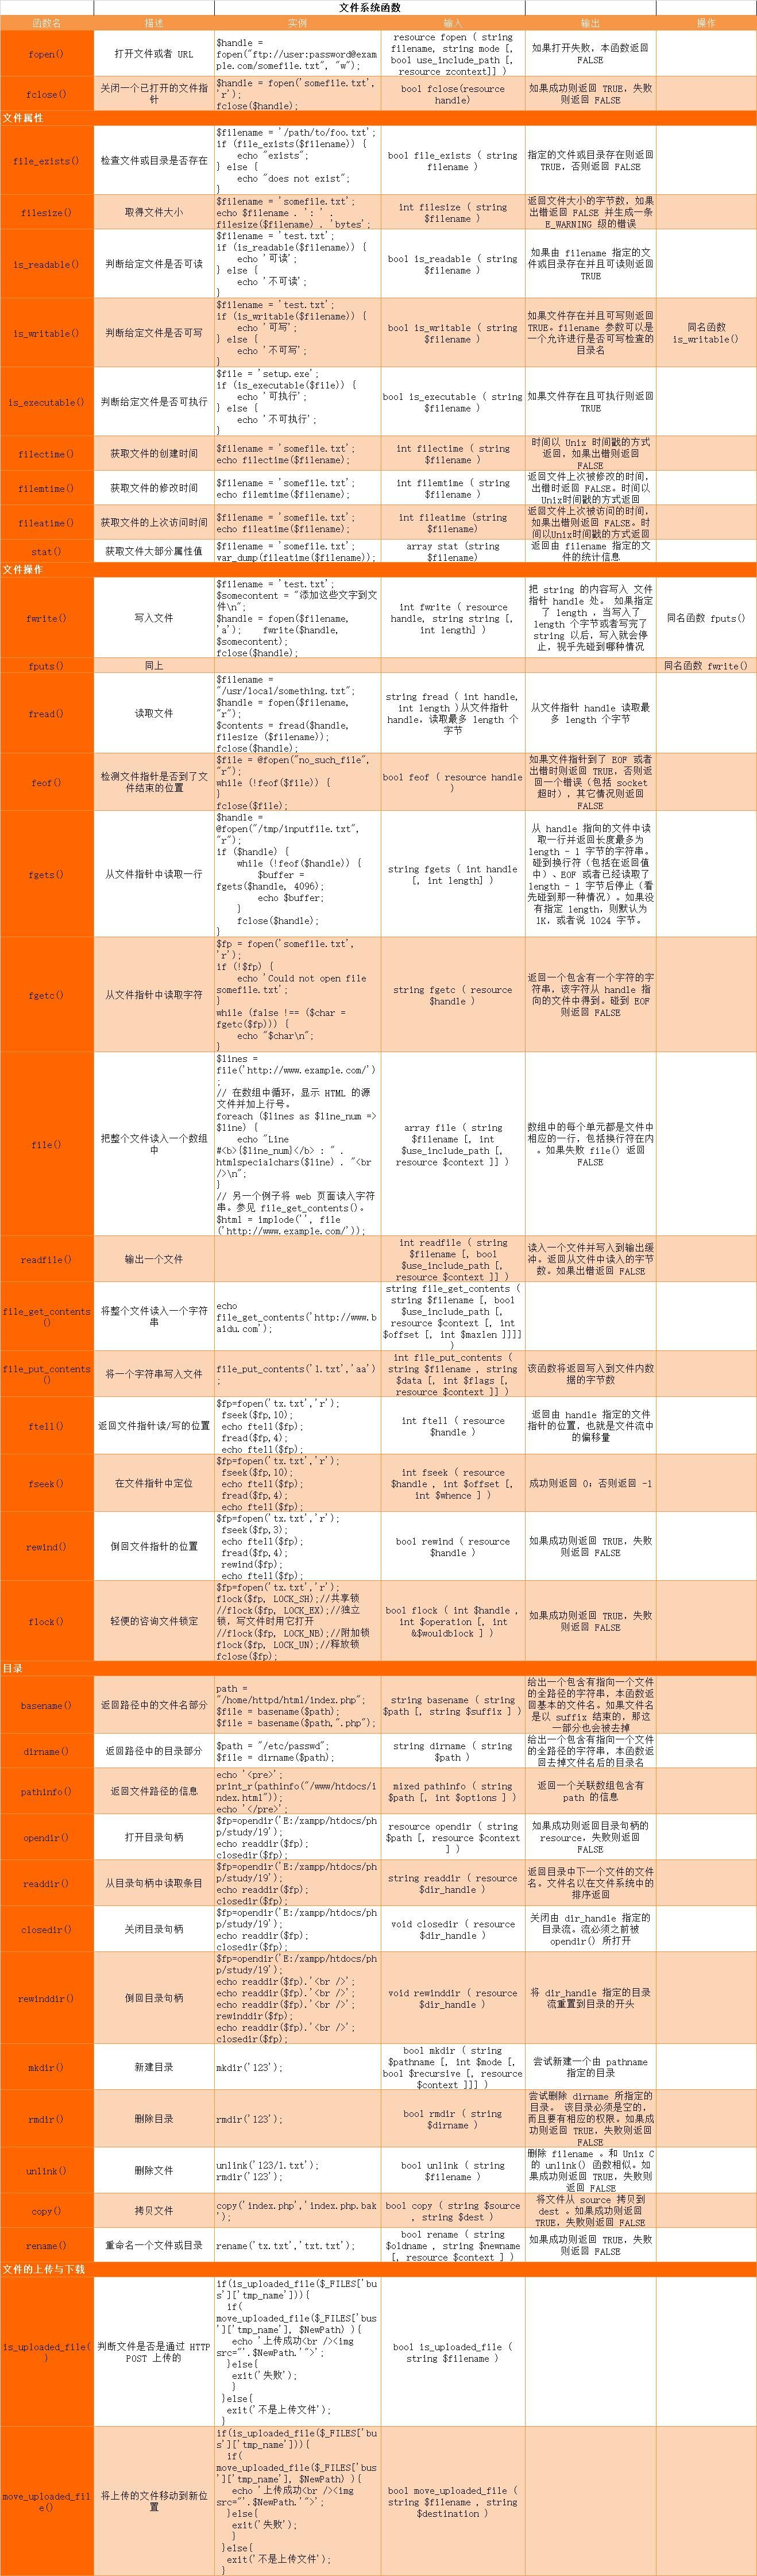 文件系统函数
函数名 描述 实例 输入 输出 操作
fopen()
打开文件或者 URL
$handle =
fopen("ftp://user:password@exam
ple.com/somefile.txt", "w");
resource fopen ( string
filename, string mode [,
bool use_include_path [,
resource zcontext]] )
如果打开失败，本函数返回
FALSE
fclose()
关闭一个已打开的文件指
针
$handle = fopen('somefile.txt',
'r');
fclose($handle);
bool fclose(resource
handle)
如果成功则返回 TRUE，失败
则返回 FALSE
文件属性
file_exists()
检查文件或目录是否存在
$filename = '/path/to/foo.txt';
if (file_exists($filename)) {
echo "exists";
} else {
echo "does not exist";
}
bool file_exists ( string
filename )
指定的文件或目录存在则返回
TRUE，否则返回 FALSE
filesize()
取得文件大小
$filename = 'somefile.txt';
echo $filename . ': ' .
filesize($filename) . 'bytes';
int filesize ( string
$filename )
返回文件大小的字节数，如果
出错返回 FALSE 并生成一条
E_WARNING 级的错误
is_readable()
判断给定文件是否可读
$filename = 'test.txt';
if (is_readable($filename)) {
echo '可读';
} else {
echo '不可读';
}
bool is_readable ( string
$filename )
如果由 filename 指定的文
件或目录存在并且可读则返回
TRUE
is_writable()
判断给定文件是否可写
$filename = 'test.txt';
if (is_writable($filename)) {
echo '可写';
} else {
echo '不可写';
}
bool is_writable ( string
$filename )
如果文件存在并且可写则返回
TRUE。filename 参数可以是
一个允许进行是否可写检查的
目录名
同名函数
is_writable()
is_executable()
判断给定文件是否可执行
$file = 'setup.exe';
if (is_executable($file)) {
echo '可执行';
} else {
echo '不可执行';
}
bool is_executable ( string
$filename )
如果文件存在且可执行则返回
TRUE
filectime()
获取文件的创建时间
$filename = 'somefile.txt';
echo filectime($filename);
int filectime ( string
$filename )
时间以 Unix 时间戳的方式
返回，如果出错则返回
FALSE
filemtime()
获取文件的修改时间
$filename = 'somefile.txt';
echo filemtime($filename);
int filemtime ( string
$filename )
返回文件上次被修改的时间，
出错时返回 FALSE。时间以
Unix时间戳的方式返回
fileatime()
获取文件的上次访问时间
$filename = 'somefile.txt';
echo fileatime($filename);
int fileatime (string
$filename)
返回文件上次被访问的时间，
如果出错则返回 FALSE。时
间以Unix时间戳的方式返回
stat()
获取文件大部分属性值
$filename = 'somefile.txt';
var_dump(fileatime($filename));
array stat (string
$filename)
返回由 filename 指定的文
件的统计信息
文件操作
fwrite()
写入文件
$filename = 'test.txt';
$somecontent = "添加这些文字到文
件\n";
$handle = fopen($filename,
'a'); fwrite($handle,
$somecontent);
fclose($handle);
int fwrite ( resource
handle, string string [,
int length] )
把 string 的内容写入 文件
指针 handle 处。 如果指定
了 length ，当写入了
length 个字节或者写完了
string 以后，写入就会停
止，视乎先碰到哪种情况
同名函数 fputs()
fputs()
同上
同名函数 fwrite()
fread()
读取文件
$filename =
"/usr/local/something.txt";
$handle = fopen($filename,
"r");
$contents = fread($handle,
filesize ($filename));
fclose($handle);
string fread ( int handle,
int length )从文件指针
handle，读取最多 length 个
字节
从文件指针 handle 读取最
多 length 个字节
feof()
检测文件指针是否到了文
件结束的位置
$file = @fopen("no_such_file",
"r");
while (!feof($file)) {
}
fclose($file);
bool feof ( resource handle
)
如果文件指针到了 EOF 或者
出错时则返回 TRUE，否则返
回一个错误（包括 socket
超时），其它情况则返回
FALSE
fgets()
从文件指针中读取一行
$handle =
@fopen("/tmp/inputfile.txt",
"r");
if ($handle) {
while (!feof($handle)) {
$buffer =
fgets($handle, 4096);
echo $buffer;
}
fclose($handle);
}
string fgets ( int handle
[, int length] )
从 handle 指向的文件中读
取一行并返回长度最多为
length - 1 字节的字符串。
碰到换行符（包括在返回值
中）、EOF 或者已经读取了
length - 1 字节后停止（看
先碰到那一种情况）。如果没
有指定 length，则默认为
1K，或者说 1024 字节。
fgetc()
从文件指针中读取字符
$fp = fopen('somefile.txt',
'r');
if (!$fp) {
echo 'Could not open file
somefile.txt';
}
while (false !== ($char =
fgetc($fp))) {
echo "$char\n";
}
string fgetc ( resource
$handle )
返回一个包含有一个字符的字
符串，该字符从 handle 指
向的文件中得到。碰到 EOF
则返回 FALSE
file()
把整个文件读入一个数组
中
$lines =
file('http://www.example.com/')
;
// 在数组中循环，显示 HTML 的源
文件并加上行号。
foreach ($lines as $line_num =>
$line) {
echo "Line
#<b>{$line_num}</b> : " .
htmlspecialchars($line) . "<br
/>\n";
}
// 另一个例子将 web 页面读入字符
串。参见 file_get_contents()。
$html = implode('', file
('http://www.example.com/'));
array file ( string
$filename [, int
$use_include_path [,
resource $context ]] )
数组中的每个单元都是文件中
相应的一行，包括换行符在内
。如果失败 file() 返回
FALSE
readfile()
输出一个文件
int readfile ( string
$filename [, bool
$use_include_path [,
resource $context ]] )
读入一个文件并写入到输出缓
冲。返回从文件中读入的字节
数。如果出错返回 FALSE
file_get_contents
()
将整个文件读入一个字符
串
echo
file_get_contents('http://www.b
aidu.com');
string file_get_contents (
string $filename [, bool
$use_include_path [,
resource $context [, int
$offset [, int $maxlen ]]]]
)
file_put_contents
()
将一个字符串写入文件
file_put_contents('1.txt','aa')
;
int file_put_contents (
string $filename , string
$data [, int $flags [,
resource $context ]] )
该函数将返回写入到文件内数
据的字节数
ftell()
返回文件指针读/写的位置
$fp=fopen('tx.txt','r');
fseek($fp,10);
echo ftell($fp);
fread($fp,4);
echo ftell($fp);
int ftell ( resource
$handle )
返回由 handle 指定的文件
指针的位置，也就是文件流中
的偏移量
fseek()
在文件指针中定位
$fp=fopen('tx.txt','r');
fseek($fp,10);
echo ftell($fp);
fread($fp,4);
echo ftell($fp);
int fseek ( resource
$handle , int $offset [,
int $whence ] )
成功则返回 0；否则返回 -1
rewind()
倒回文件指针的位置
$fp=fopen('tx.txt','r');
fseek($fp,3);
echo ftell($fp);
fread($fp,4);
rewind($fp);
echo ftell($fp);
bool rewind ( resource
$handle )
如果成功则返回 TRUE，失败
则返回 FALSE
flock()
轻便的咨询文件锁定
$fp=fopen('tx.txt','r');
flock($fp, LOCK_SH);//共享锁
//flock($fp, LOCK_EX);//独立
锁，写文件时用它打开
//flock($fp, LOCK_NB);//附加锁
flock($fp, LOCK_UN);//释放锁
fclose($fp);
bool flock ( int $handle ,
int $operation [, int
&$wouldblock ] )
如果成功则返回 TRUE，失败
则返回 FALSE
目录
basename()
返回路径中的文件名部分
path =
"/home/httpd/html/index.php";
$file = basename($path);
$file = basename($path,".php");
string basename ( string
$path [, string $suffix ] )
给出一个包含有指向一个文件
的全路径的字符串，本函数返
回基本的文件名。如果文件名
是以 suffix 结束的，那这
一部分也会被去掉
dirname()
返回路径中的目录部分
$path = "/etc/passwd";
$file = dirname($path);
string dirname ( string
$path )
给出一个包含有指向一个文件
的全路径的字符串，本函数返
回去掉文件名后的目录名
pathinfo()
返回文件路径的信息
echo '<pre>';
print_r(pathinfo("/www/htdocs/i
ndex.html"));
echo '</pre>';
mixed pathinfo ( string
$path [, int $options ] )
返回一个关联数组包含有
path 的信息
opendir()
打开目录句柄
$fp=opendir('E:/xampp/htdocs/ph
p/study/19');
echo readdir($fp);
closedir($fp);
resource opendir ( string
$path [, resource $context
] )
如果成功则返回目录句柄的
resource，失败则返回
FALSE
readdir()
从目录句柄中读取条目
$fp=opendir('E:/xampp/htdocs/ph
p/study/19');
echo readdir($fp);
closedir($fp);
string readdir ( resource
$dir_handle )
返回目录中下一个文件的文件
名。文件名以在文件系统中的
排序返回
closedir()
关闭目录句柄
$fp=opendir('E:/xampp/htdocs/ph
p/study/19');
echo readdir($fp);
closedir($fp);
void closedir ( resource
$dir_handle )
关闭由 dir_handle 指定的
目录流。流必须之前被
opendir() 所打开
rewinddir()
倒回目录句柄
$fp=opendir('E:/xampp/htdocs/ph
p/study/19');
echo readdir($fp).'<br />';
echo readdir($fp).'<br />';
echo readdir($fp).'<br />';
rewinddir($fp);
echo readdir($fp).'<br />';
closedir($fp);
void rewinddir ( resource
$dir_handle )
将 dir_handle 指定的目录
流重置到目录的开头
mkdir()
新建目录
mkdir('123');
bool mkdir ( string
$pathname [, int $mode [,
bool $recursive [, resource
$context ]]] )
尝试新建一个由 pathname
指定的目录
rmdir()
删除目录
rmdir('123');
bool rmdir ( string
$dirname )
尝试删除 dirname 所指定的
目录。 该目录必须是空的，
而且要有相应的权限。如果成
功则返回 TRUE，失败则返回
FALSE
unlink()
删除文件
unlink('123/1.txt');
rmdir('123');
bool unlink ( string
$filename )
删除 filename 。和 Unix C
的 unlink() 函数相似。如
果成功则返回 TRUE，失败则
返回 FALSE
copy()
拷贝文件
copy('index.php','index.php.bak
');
bool copy ( string $source
, string $dest )
将文件从 source 拷贝到
dest 。如果成功则返回
TRUE，失败则返回 FALSE
rename()
重命名一个文件或目录
rename('tx.txt','txt.txt');
bool rename ( string
$oldname , string $newname
[, resource $context ] )
如果成功则返回 TRUE，失败
则返回 FALSE
文件的上传与下载
is_uploaded_file(
)
判断文件是否是通过 HTTP
POST 上传的
if(is_uploaded_file($_FILES['bu
s']['tmp_name'])){
if(
move_uploaded_file($_FILES['bus
']['tmp_name'], $NewPath) ){
echo '上传成功<br /><img
src="'.$NewPath.'">';
}else{
exit('失败');
}
}else{
exit('不是上传文件');
}
bool is_uploaded_file (
string $filename )
move_uploaded_fil
e()
将上传的文件移动到新位
置
if(is_uploaded_file($_FILES['bu
s']['tmp_name'])){
if(
move_uploaded_file($_FILES['bus
']['tmp_name'], $NewPath) ){
echo '上传成功<br /><img
src="'.$NewPath.'">';
}else{
exit('失败');
}
}else{
exit('不是上传文件');
}
bool move_uploaded_file (
string $filename , string
$destination )